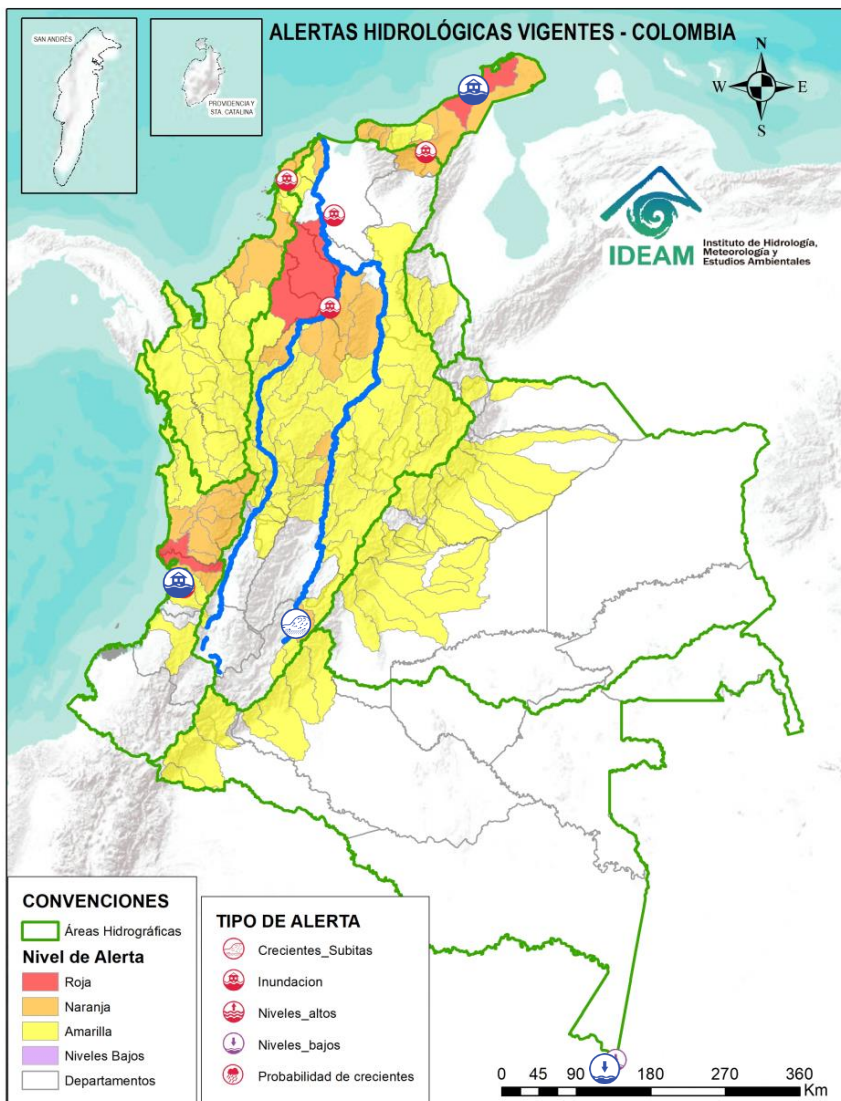 ALERTAS HIDROLÓGICAS VIGENTES - COLOMBIA
SAN ANDRÉS
PROVIDENCIA Y
STA. CATALINA
N
W
E
S
IDEAM
Instituto de Hidrología,
Meteorología y
Estudios Ambientales
CONVENCIONES
Áreas Hidrográficas
Nivel de Alerta
Roja
Naranja
Amarilla
Niveles Bajos
Departamentos
TIPO DE ALERTA
Crecientes_Subitas
Inundacion
Niveles_altos
Niveles_bajos
Probabilidad de crecientes
0 45 90 180 270 360
Km